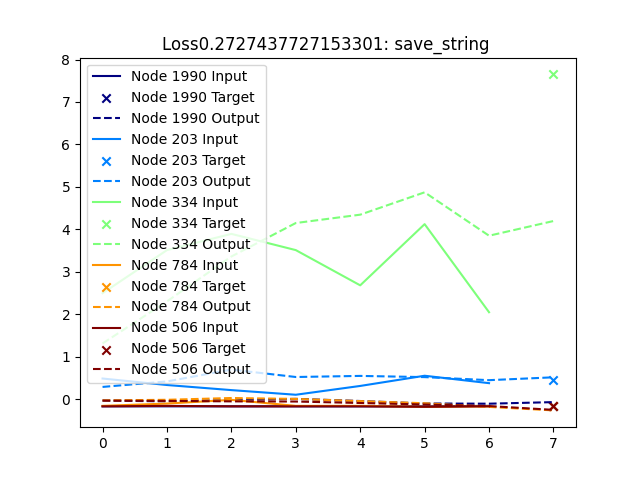 Loss0.2727437727153301: save_string
8
7
6
5
4
3
2
1
0
Node 1990 Input
Node 1990 Target
Node 1990 Output
Node 203 Input
Node 203 Target
Node 203 Output
Node 334 Input
Node 334 Target
Node 334 Output
Node 784 Input
Node 784 Target
Node 784 Output
Node 506 Input
Node 506 Target
Node 506 Output
0 1 2 3 4 5 6 7